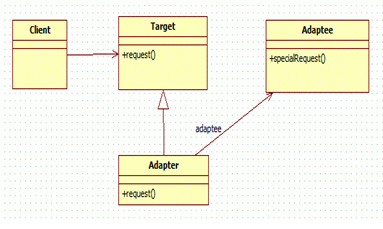 Client
Target
+request()
Adaptee
+specialRequest()
adaptee
Adapter
+request()